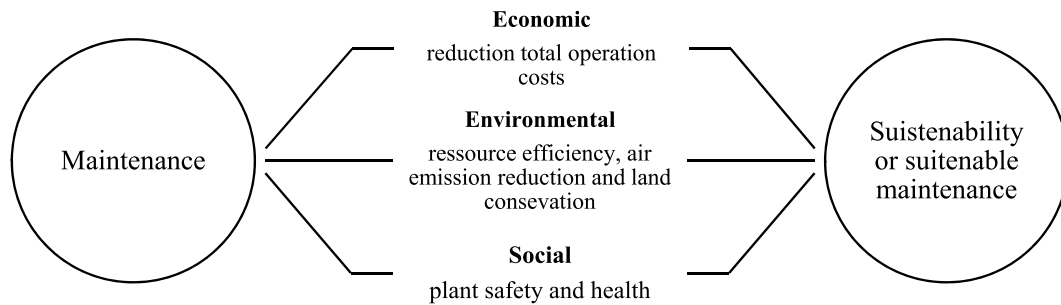 Maintenance
Economic
reduction total operation
costs
Environmental
ressource efficiency, air
emission reduction and land
consevation
Social
plant safety and health
Suistenability
or suitenable
maintenance